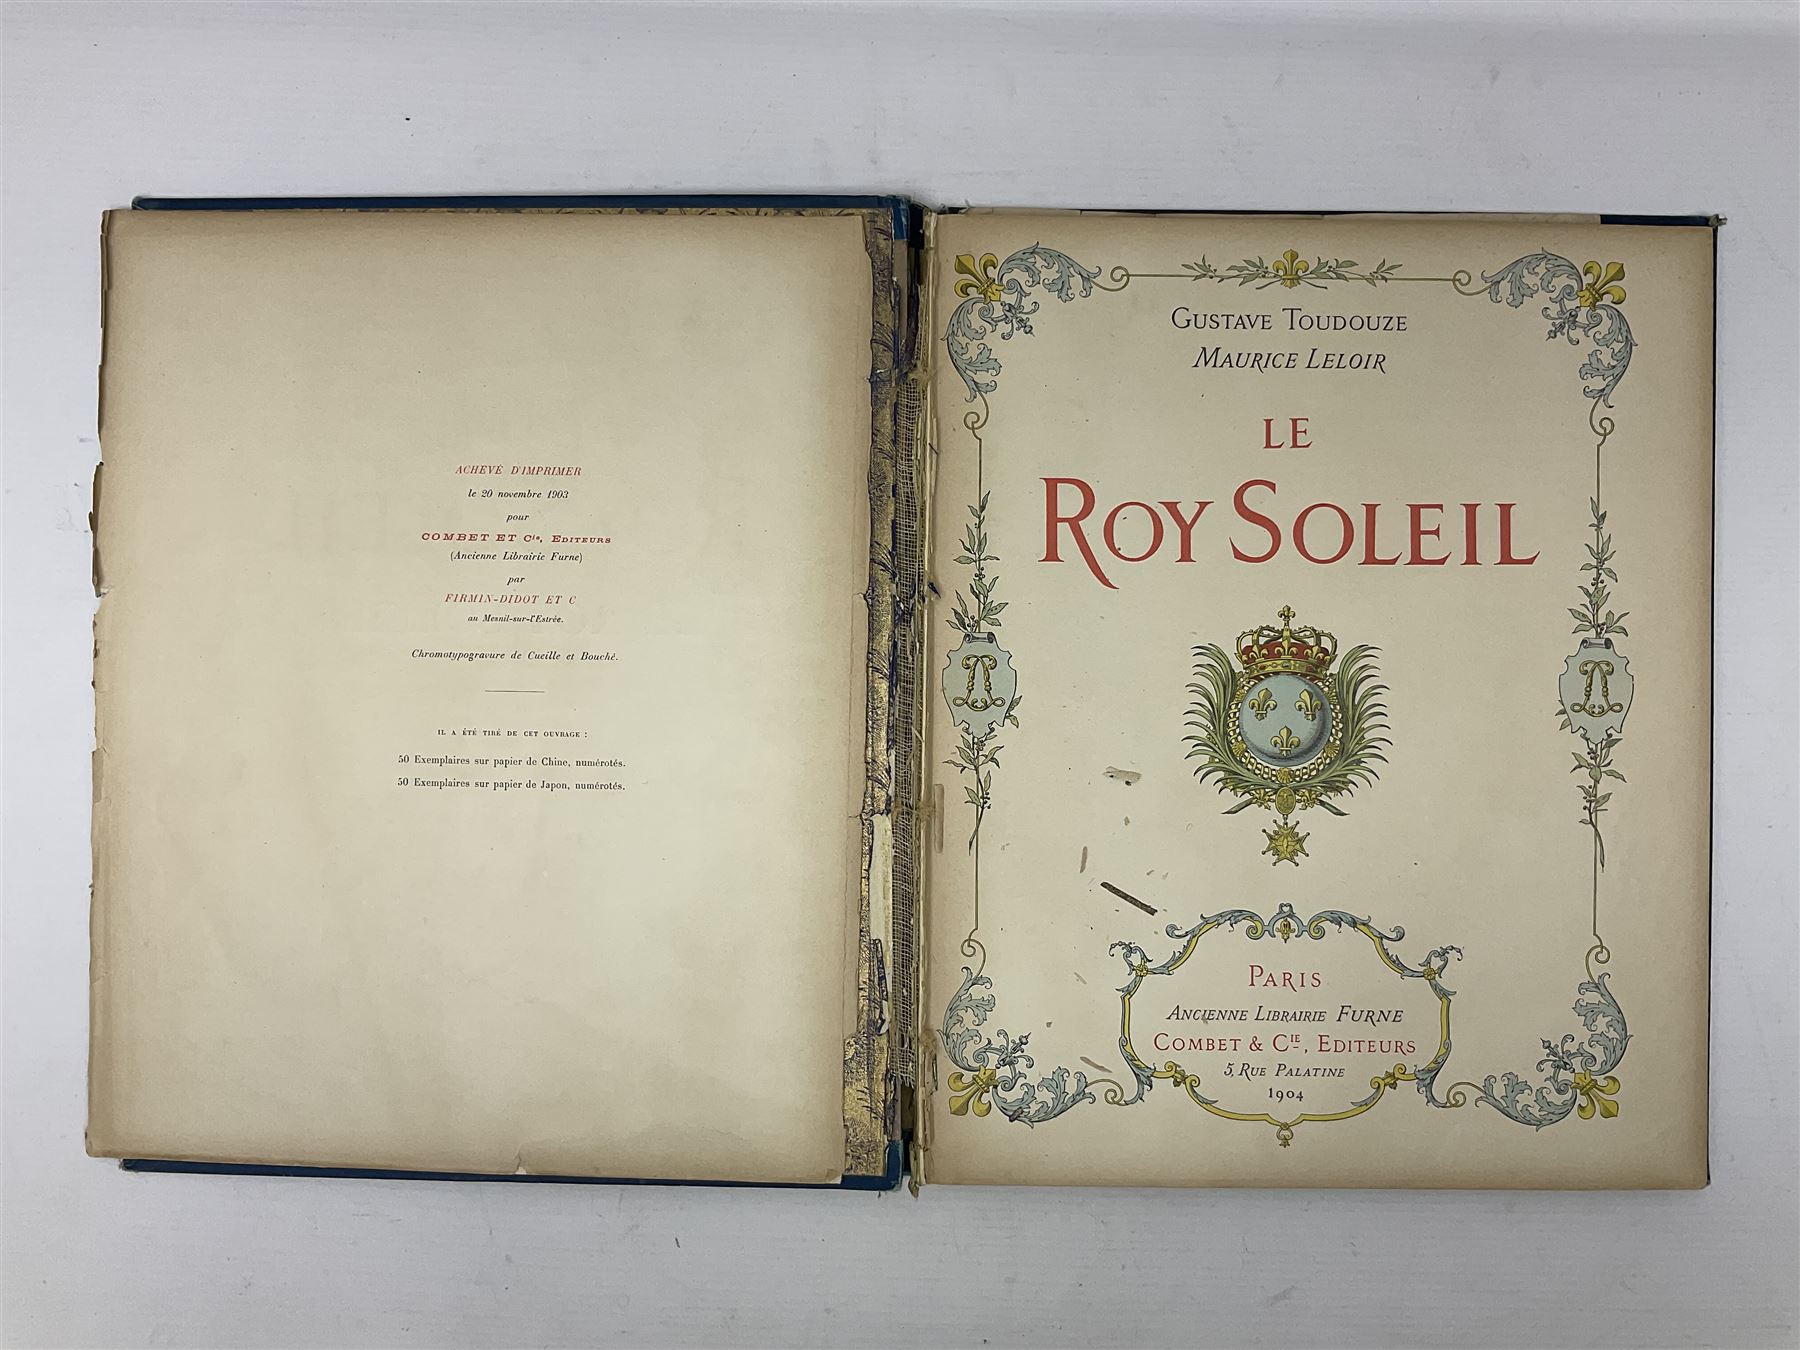 ACHEVÉ D'IMPRIMER
le 20 novembre 1903
pour
COMBET ET Cie, EDITEURS
(Ancienne Librairie Furne)
par
FIRMIN-DIDOT ET C
au Mesnil-sur-l'Estrée.
Chromotypogravure de Cueille et Bouché.
IL A ÉTÉ TIRÉ DE CET OUVRAGE :
50 Exemplaires sur papier de Chine, numérotés.
50 Exemplaires sur papier de Japon, numérotés.
GUSTAVE TOUDOUZE
MAURICE LELOIR
LE
ROY SOLEIL
PARIS
ANCIENNE LIBRAIRIE FURNE
COMBET & CIE, EDITEURS
5, RUE PALATINE
1904